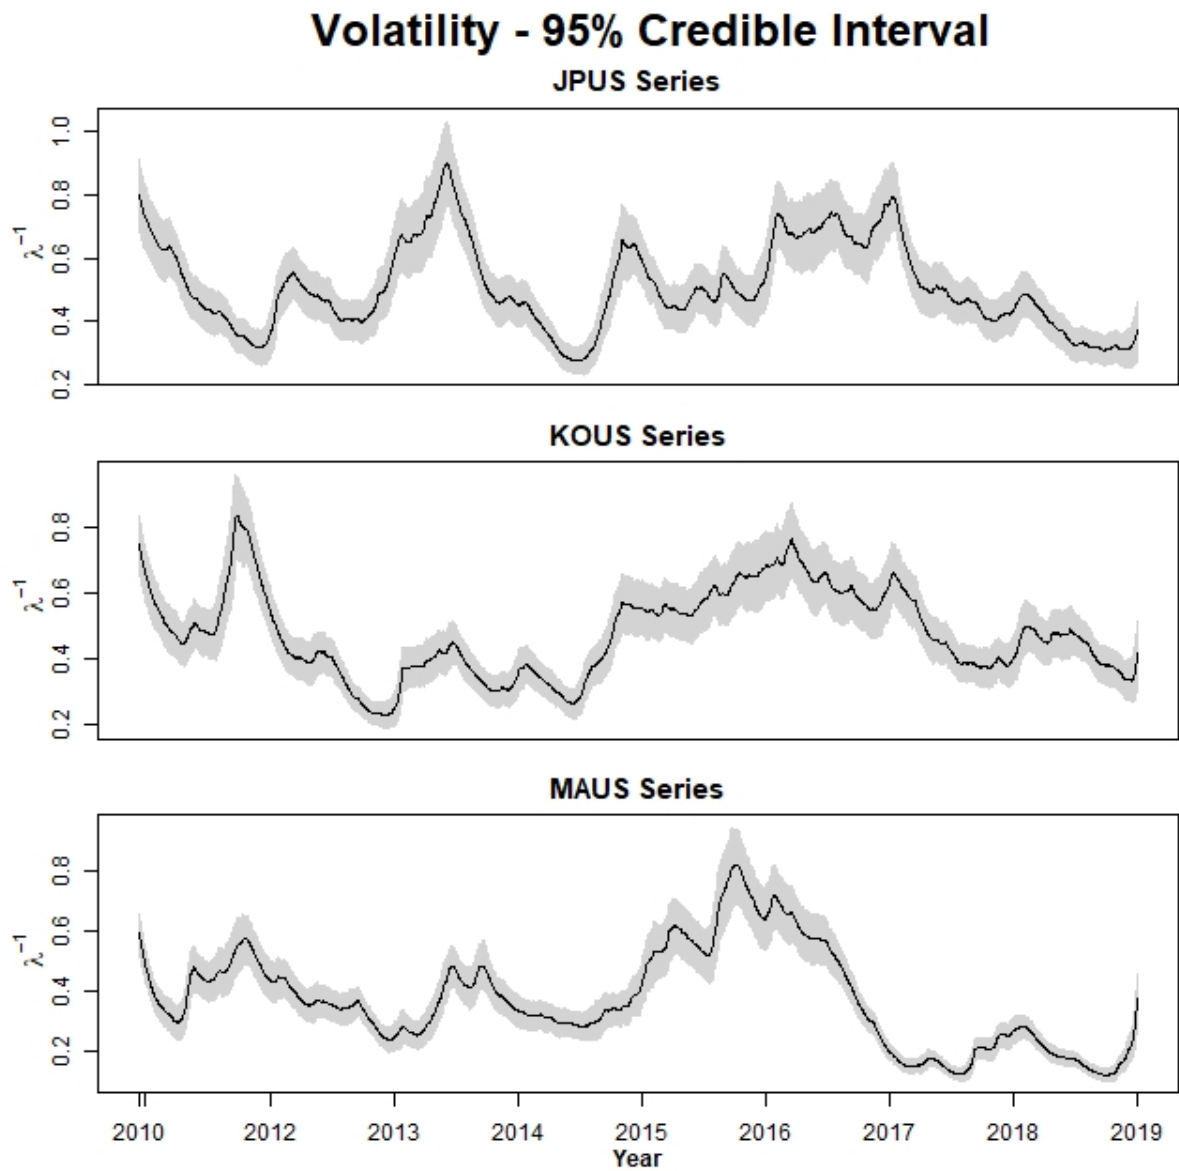 Volatility - 95% Credible Interval
JPUS Series
λ⁻¹
1.0
0.8
0.6
0.4
0.2
KOUS Series
λ⁻¹
0.8
0.6
0.4
0.2
MAUS Series
λ⁻¹
0.8
0.6
0.4
0.2
2010 2012 2013 2014 2015 2016 2017 2018 2019
Year